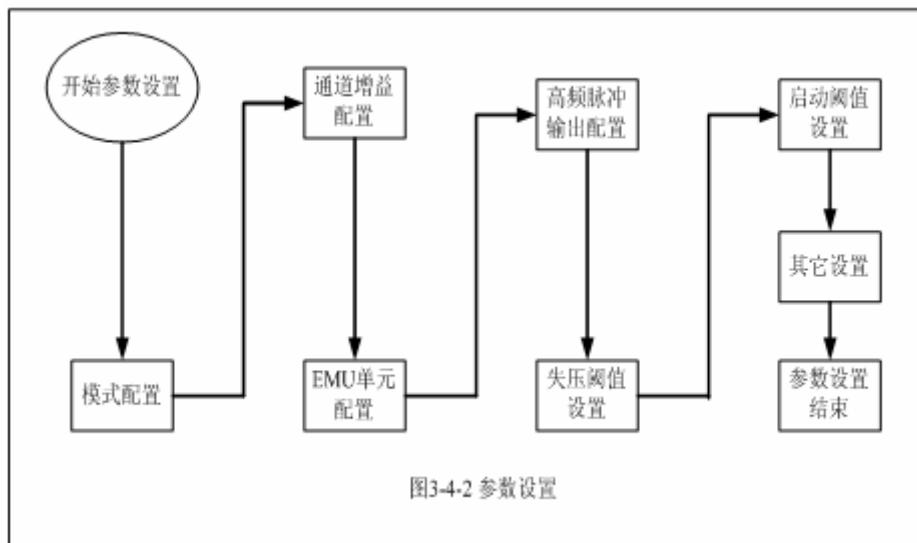 开始参数设置
模式配置
通道增益
配置
EMU单元
配置
高频脉冲
输出配置
失压阈值
设置
启动阈值
设置
其它设置
参数设置
结束
图3-4-2 参数设置